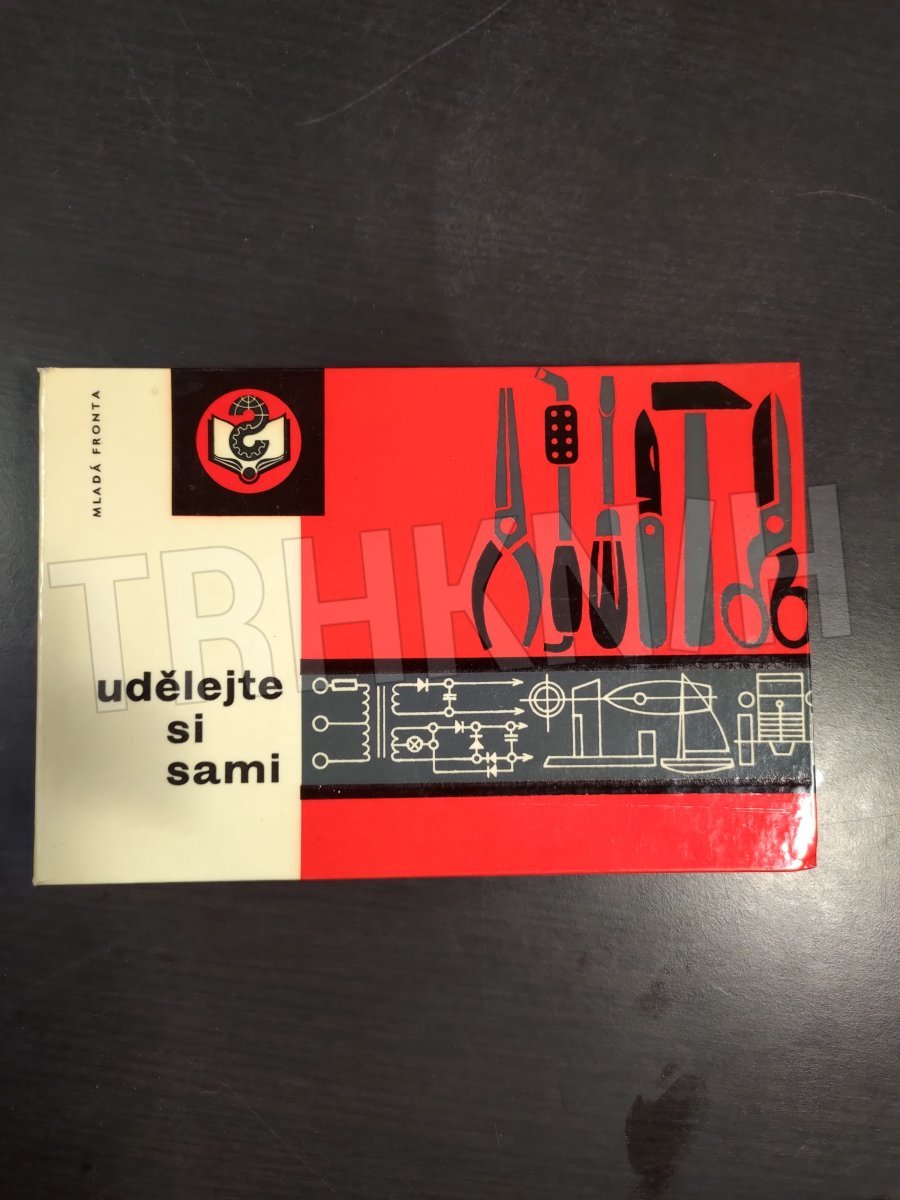 MLADÁ FRONTA
udělejte
si
sami
TRHKNIH